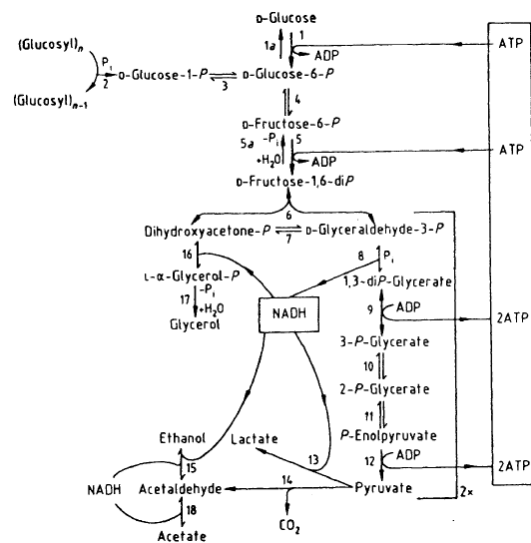 D-Glucose
(Glucosyl)n
1a
1
ADP
ATP
Pi
2
D-Glucose-1-P
3
D-Glucose-6-P
(Glucosyl)n-1
4
D-Fructose-6-P
5a
-Pi
+H2O
5
ADP
ATP
D-Fructose-1,6-diP
6
Dihydroxyacetone-P
7
D-Glyceraldehyde-3-P
16
8
Pi
L-α-Glycerol-P
1,3-diP-Glycerate
17
-Pi
+H2O
NADH
9
ADP
2ATP
Glycerol
3-P-Glycerate
10
2-P-Glycerate
11
Ethanol
Lactate
P-Enolpyruvate
15
13
12
ADP
2ATP
NADH
Acetaldehyde
14
Pyruvate
2×
18
CO2
Acetate